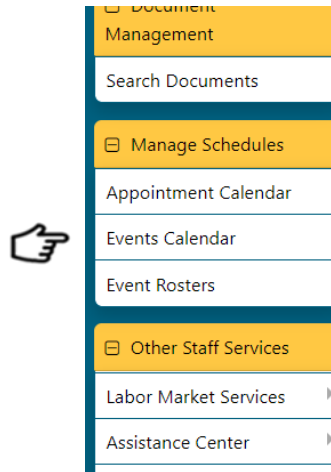 Document
Management
Search Documents
Manage Schedules
Appointment Calendar
Events Calendar
Event Rosters
Other Staff Services
Labor Market Services
Assistance Center